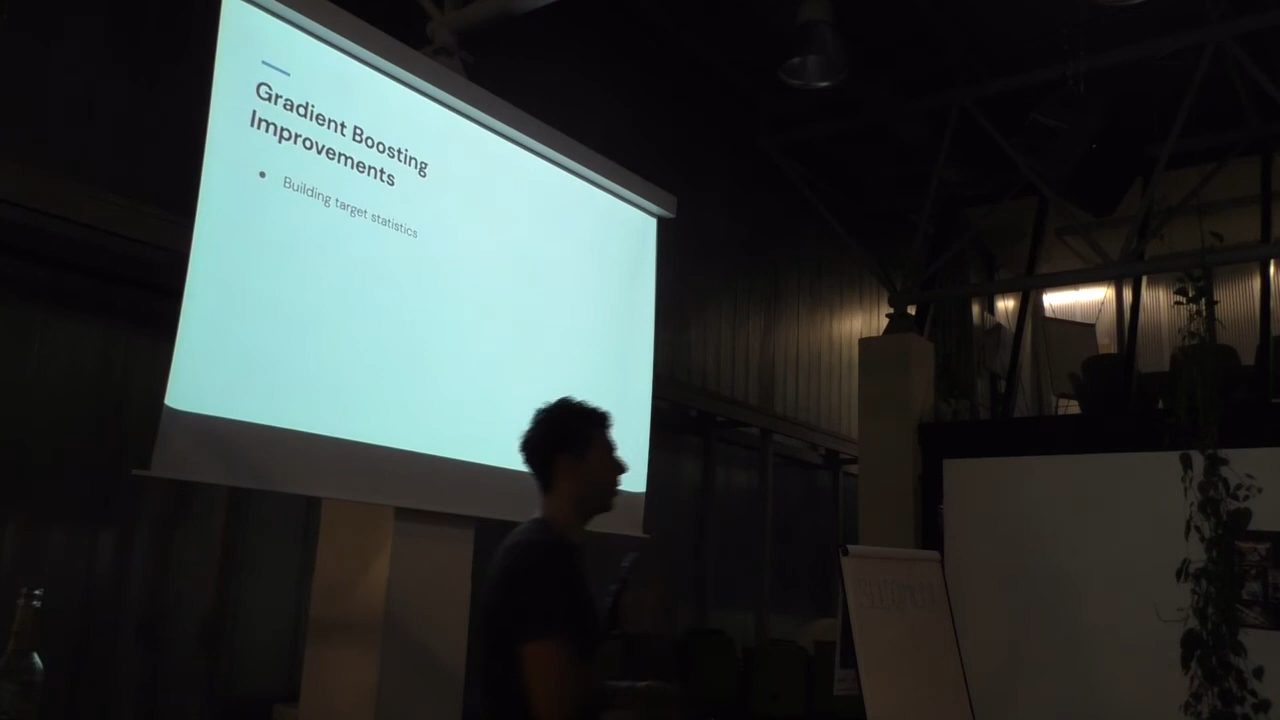 Gradient Boosting
Improvements
• Building target statistics